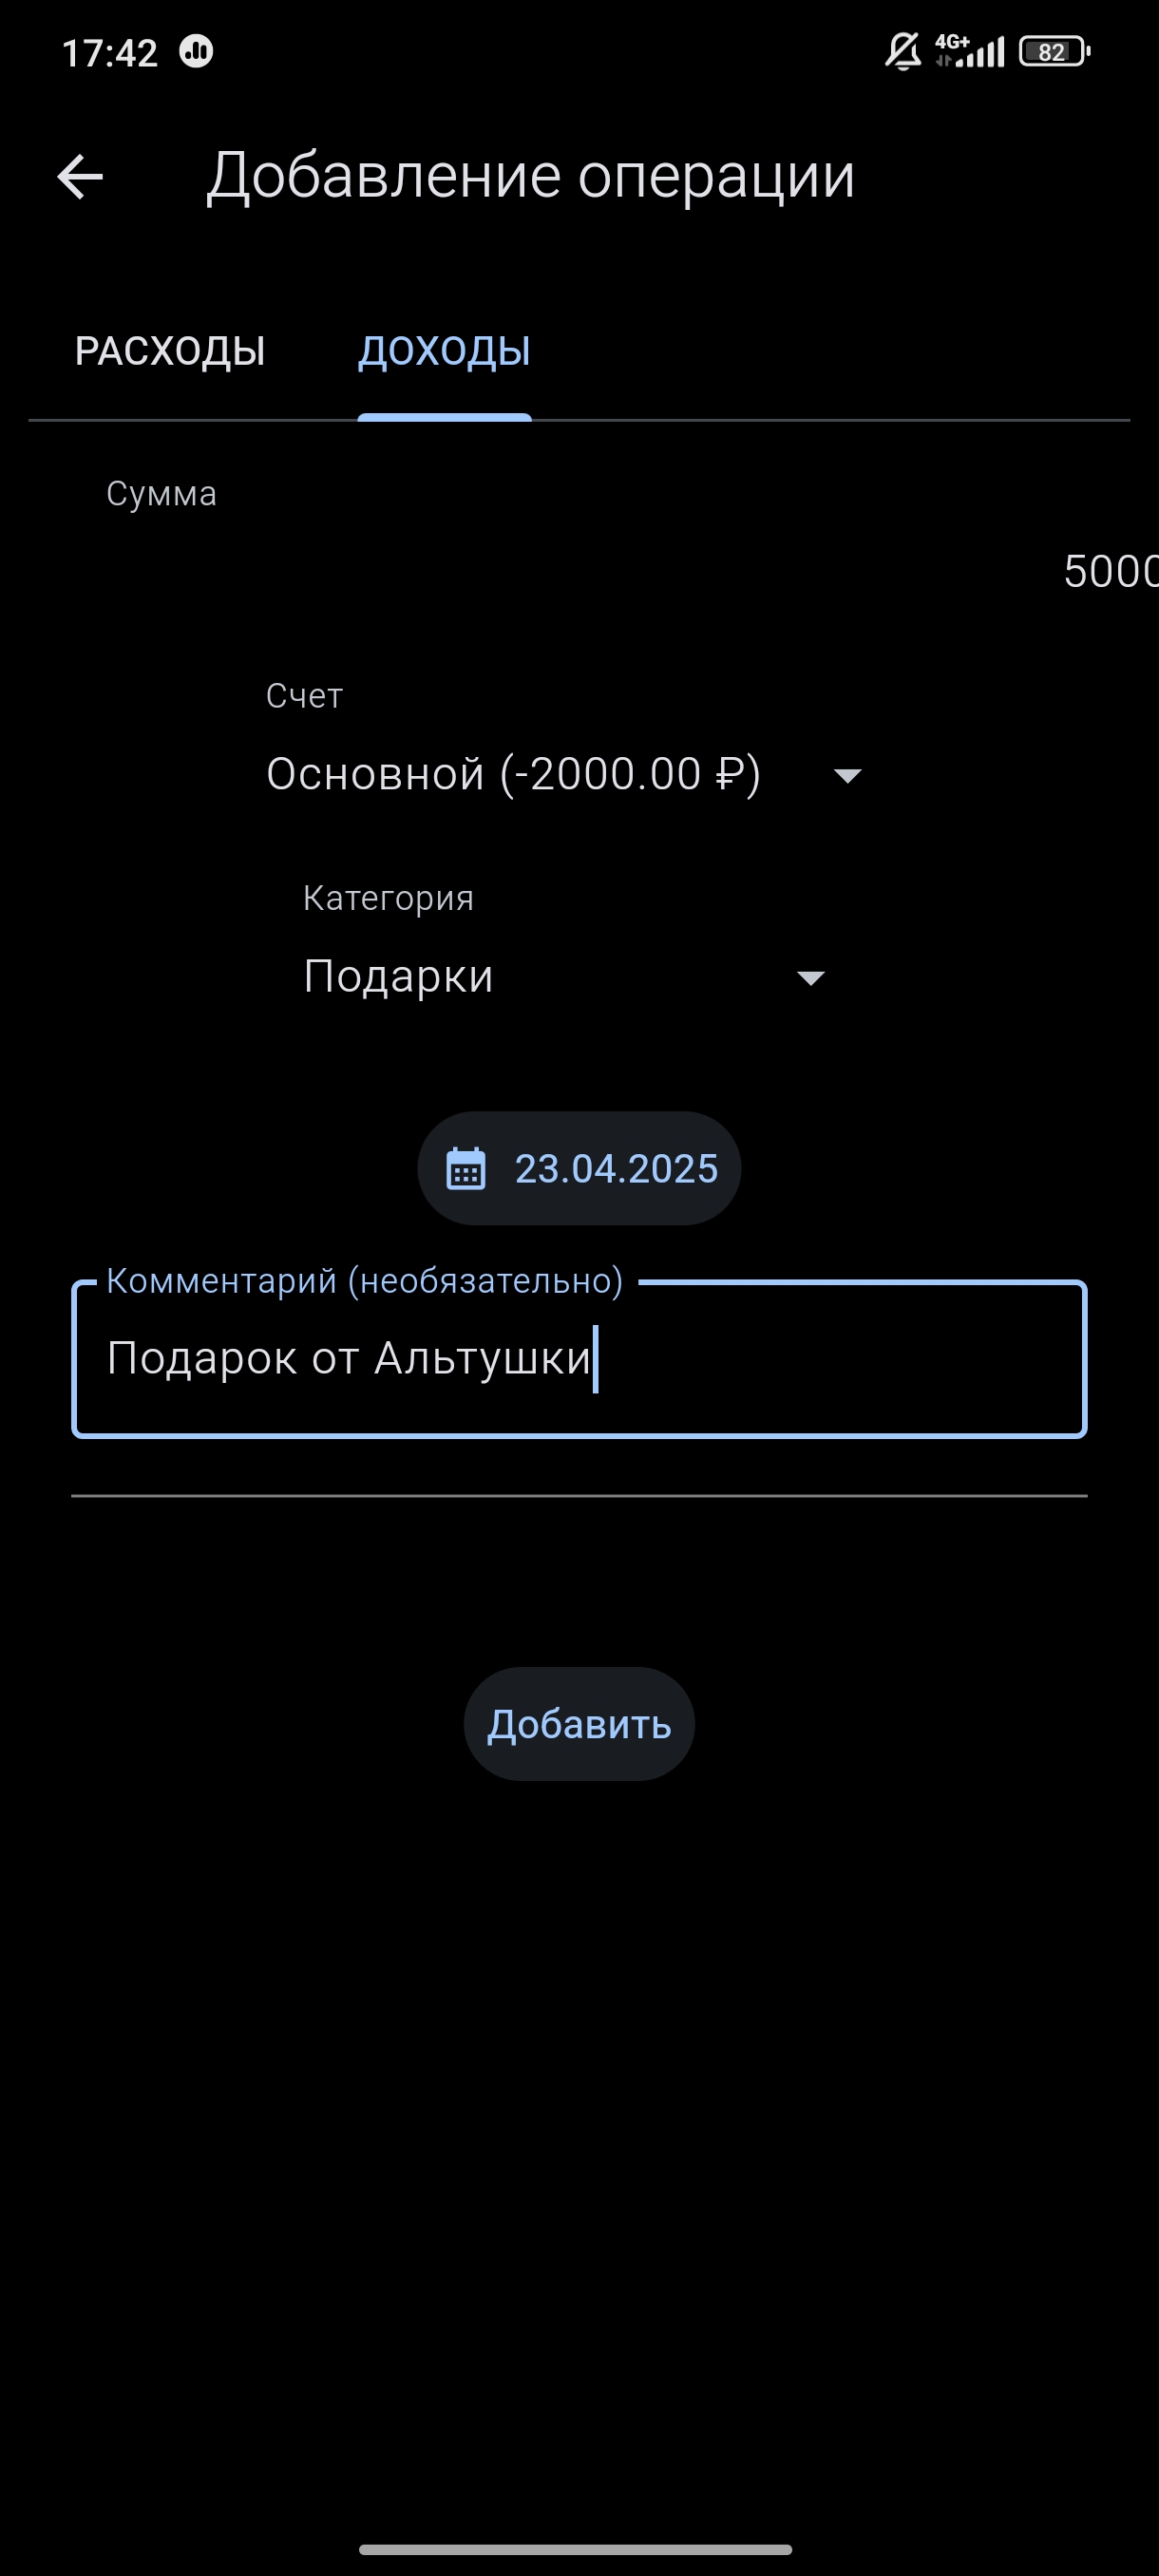 17:42
4G+
82
Добавление операции
РАСХОДЫ
ДОХОДЫ
Сумма
5000
Счет
Основной (-2000.00 ₽)
Категория
Подарки
23.04.2025
Комментарий (необязательно)
Подарок от Альтушки
Добавить